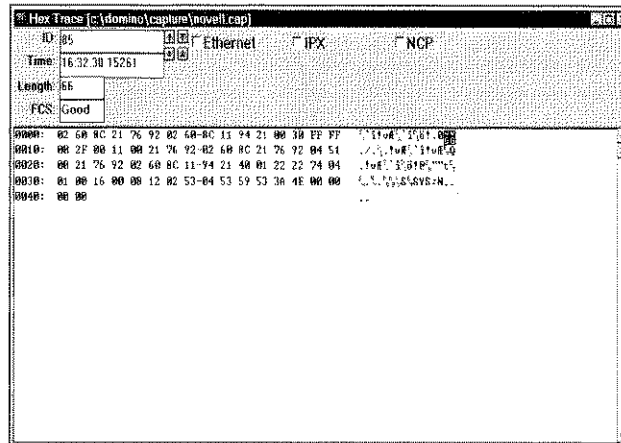 Hex Trace [c:\domino\capture\novell.cap]
ID: 85 Ethernet IPX NCP
Time: 16:32.30 15261
Length: 66
FCS: Good
0000: 02 60 8C 21 76 92 02 60-8C 11 94 21 00 30 FF FF
0010: 00 2F 00 11 00 21 76 92-02 60 8C 21 76 92 04 51
0020: 00 21 76 92 02 60 8C 11-94 21 40 01 22 22 74 04
0030: 01 00 16 00 08 12 02 53-04 53 59 53 3A 4E 00 00
0040: 00 00 ..